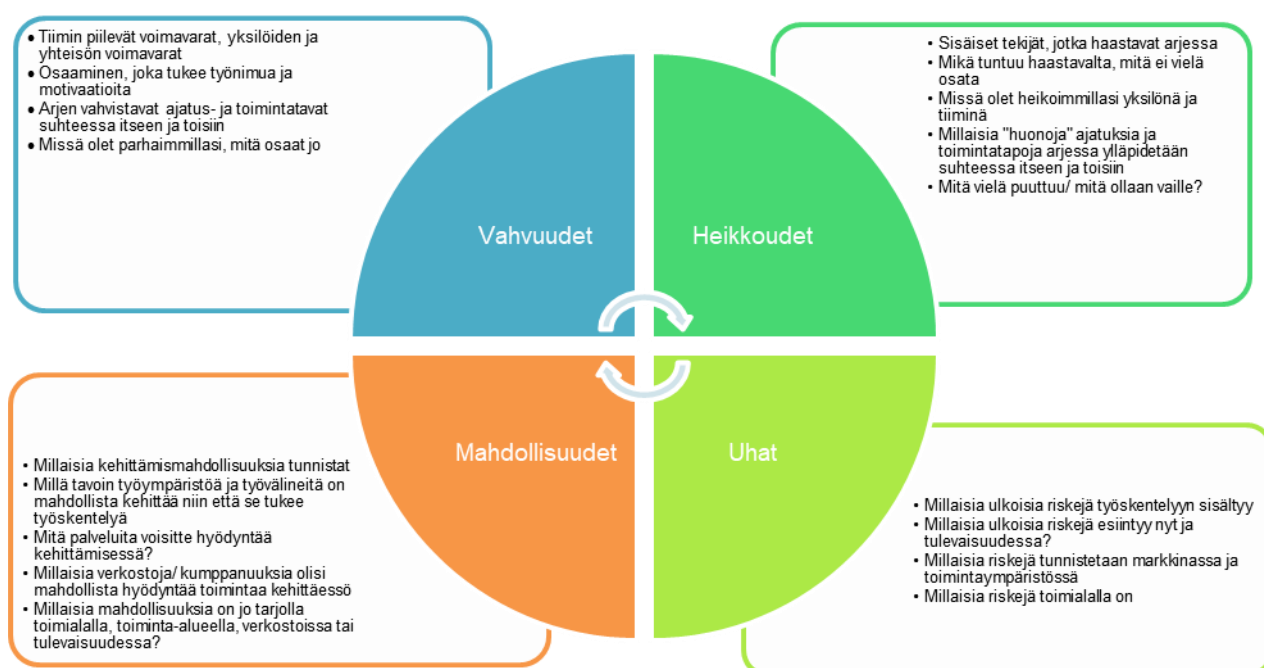 • Tiimin piilevät voimavarat, yksilöiden ja
yhteisön voimavarat
• Osaaminen, joka tukee työnimua ja
motivaatioita
• Arjen vahvistavat ajatus- ja toimintatavat
suhteessa itseen ja toisiin
• Missä olet parhaimmillasi, mitä osaat jo
• Sisäiset tekijät, jotka haastavat arjessa
• Mikä tuntuu haastavalta, mitä ei vielä
osata
• Missä olet heikoimmillasi yksilönä ja
tiiminä
• Millaisia "huonoja" ajatuksia ja
toimintatapoja arjessa ylläpidetään
suhteessa itseen ja toisiin
• Mitä vielä puuttuu/ mitä ollaan vaille?
Vahvuudet
Heikkoudet
Mahdollisuudet
Uhat
• Millaisia kehittämismahdollisuuksia tunnistat
• Millä tavoin työympäristöä ja työvälineitä on
mahdollista kehittää niin että se tukee
työskentelyä
• Mitä palveluita voisitte hyödyntää
kehittämisessä?
• Millaisia verkostoja/ kumppanuuksia olisi
mahdollista hyödyntää toimintaa kehittäessö
• Millaisia mahdollisuuksia on jo tarjolla
toimialalla, toiminta-alueella, verkostoissa tai
tulevaisuudessa?
• Millaisia ulkoisia riskejä työskentelyyn sisältyy
• Millaisia ulkoisia riskejä esiintyy nyt ja
tulevaisuudessa?
• Millaisia riskejä tunnistetaan markkinassa ja
toimintaympäristössä
• Millaisia riskejä toimialalla on